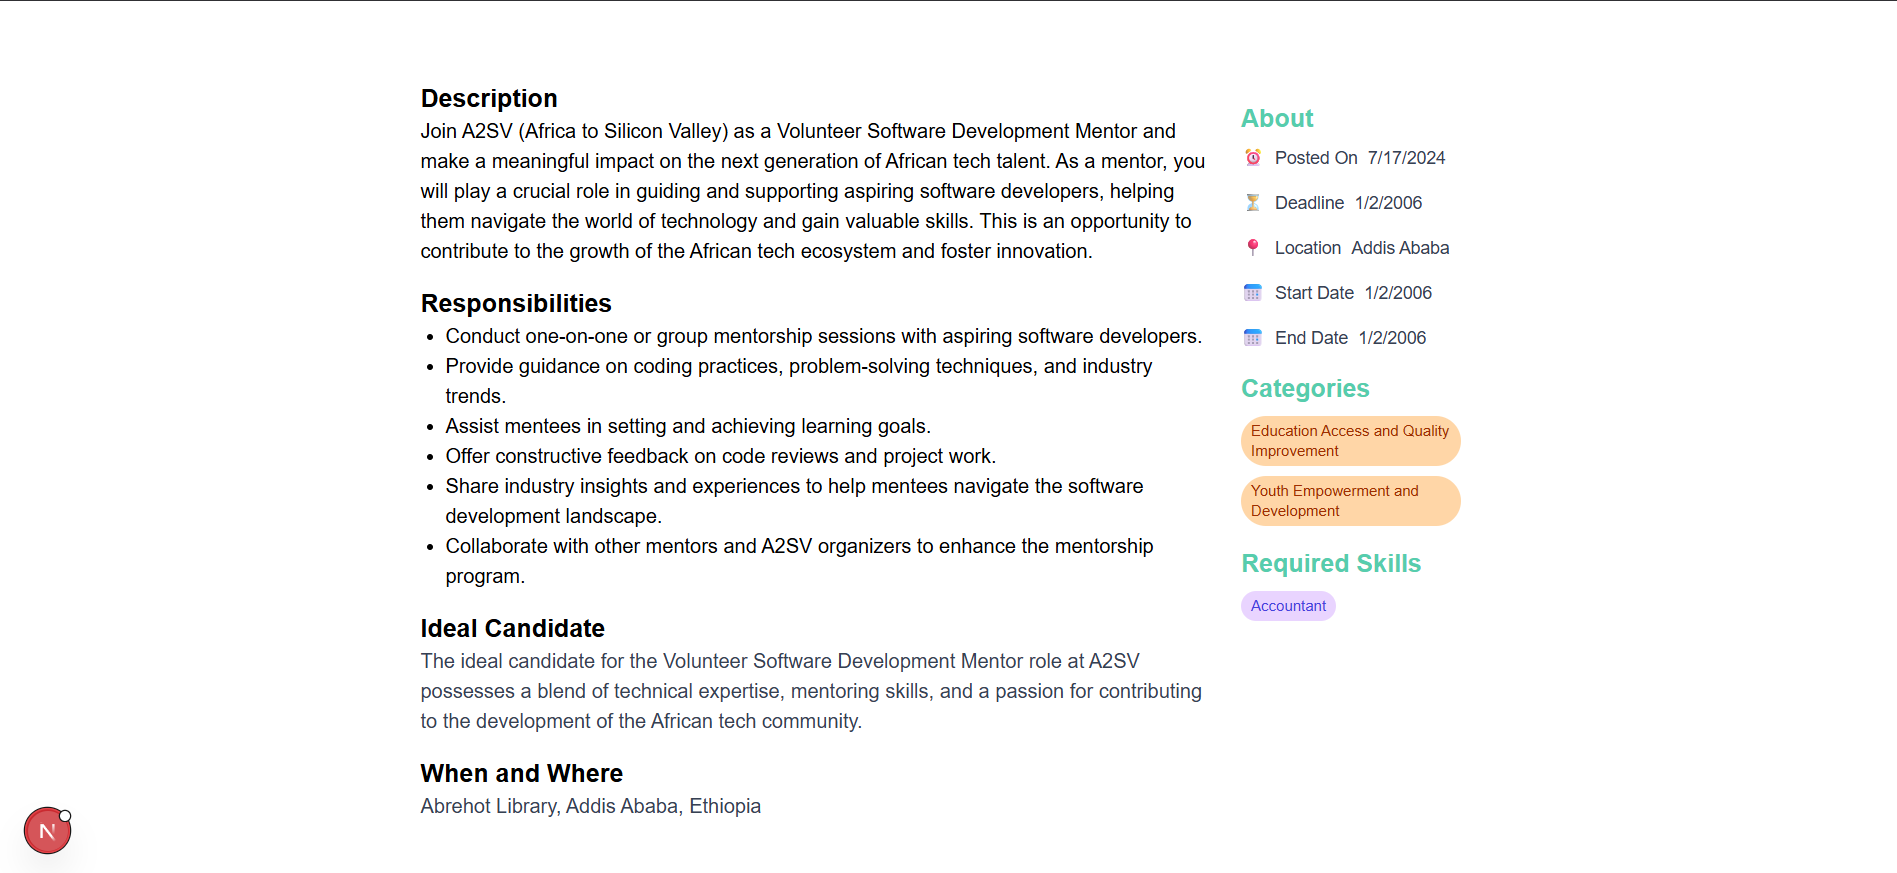 Description
Join A2SV (Africa to Silicon Valley) as a Volunteer Software Development Mentor and
make a meaningful impact on the next generation of African tech talent. As a mentor, you
will play a crucial role in guiding and supporting aspiring software developers, helping
them navigate the world of technology and gain valuable skills. This is an opportunity to
contribute to the growth of the African tech ecosystem and foster innovation.
Responsibilities
• Conduct one-on-one or group mentorship sessions with aspiring software developers.
• Provide guidance on coding practices, problem-solving techniques, and industry
trends.
• Assist mentees in setting and achieving learning goals.
• Offer constructive feedback on code reviews and project work.
• Share industry insights and experiences to help mentees navigate the software
development landscape.
• Collaborate with other mentors and A2SV organizers to enhance the mentorship
program.
Ideal Candidate
The ideal candidate for the Volunteer Software Development Mentor role at A2SV
possesses a blend of technical expertise, mentoring skills, and a passion for contributing
to the development of the African tech community.
When and Where
Abrehot Library, Addis Ababa, Ethiopia
About
Posted On 7/17/2024
Deadline 1/2/2006
Location Addis Ababa
Start Date 1/2/2006
End Date 1/2/2006
Categories
Education Access and Quality
Improvement
Youth Empowerment and
Development
Required Skills
Accountant
N